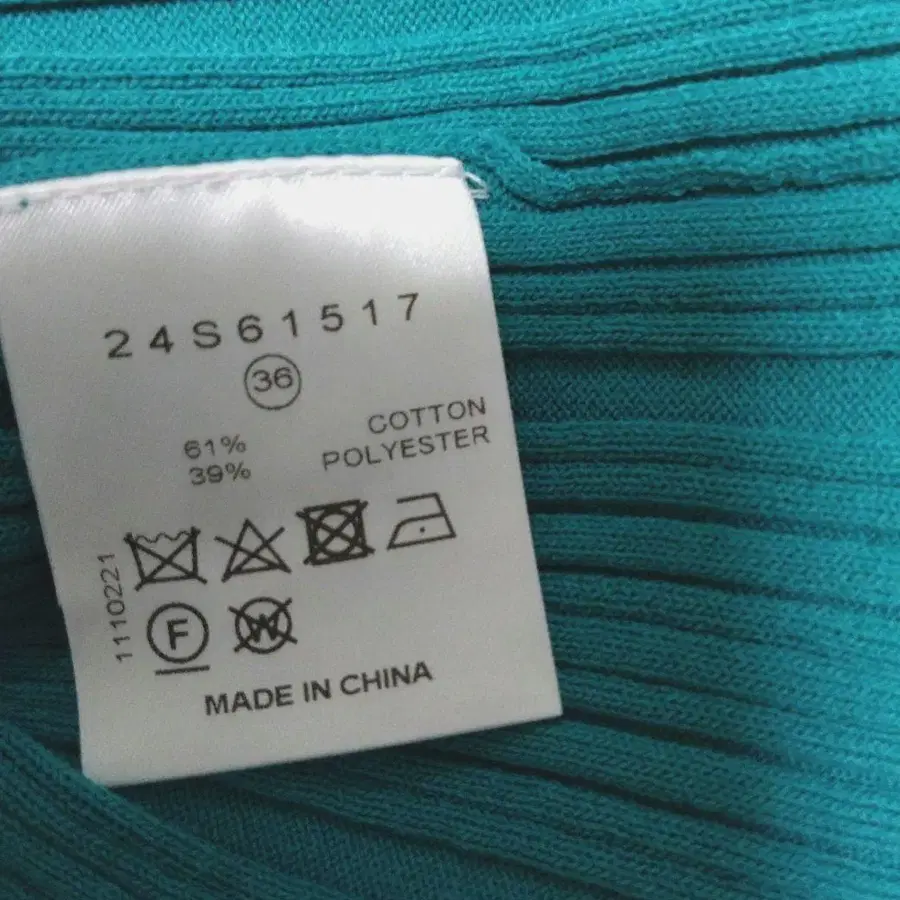 24S61517
36
61% COTTON
39% POLYESTER
1110221
F W
MADE IN CHINA